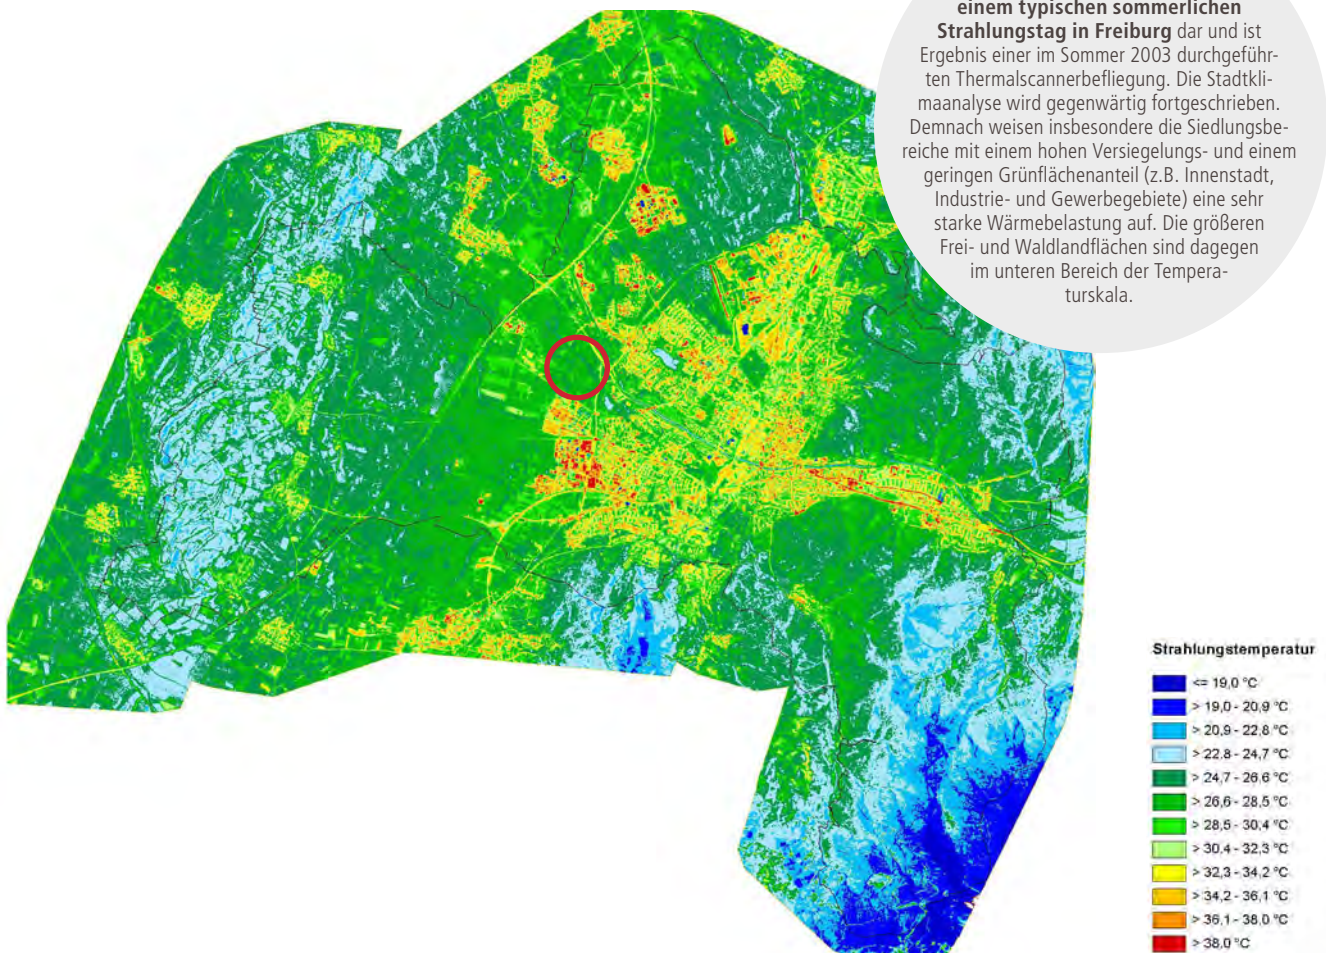 einem typischen sommerlichen
Strahlungstag in Freiburg dar und ist
Ergebnis einer im Sommer 2003 durchgeführ-
ten Thermalscannerbefliegung. Die Stadtkli-
maanalyse wird gegenwärtig fortgeschrieben.
Demnach weisen insbesondere die Siedlungsbe-
reiche mit einem hohen Versiegelungs- und einem
geringen Grünflächenanteil (z.B. Innenstadt,
Industrie- und Gewerbegebiete) eine sehr
starke Wärmebelastung auf. Die größeren
Frei- und Waldlandflächen sind dagegen
im unteren Bereich der Tempera-
turskala.
Strahlungstemperatur
<= 19,0 °C
> 19,0 - 20,9 °C
> 20,9 - 22,8 °C
> 22,8 - 24,7 °C
> 24,7 - 26,6 °C
> 26,6 - 28,5 °C
> 28,5 - 30,4 °C
> 30,4 - 32,3 °C
> 32,3 - 34,2 °C
> 34,2 - 36,1 °C
> 36,1 - 38,0 °C
> 38,0 °C